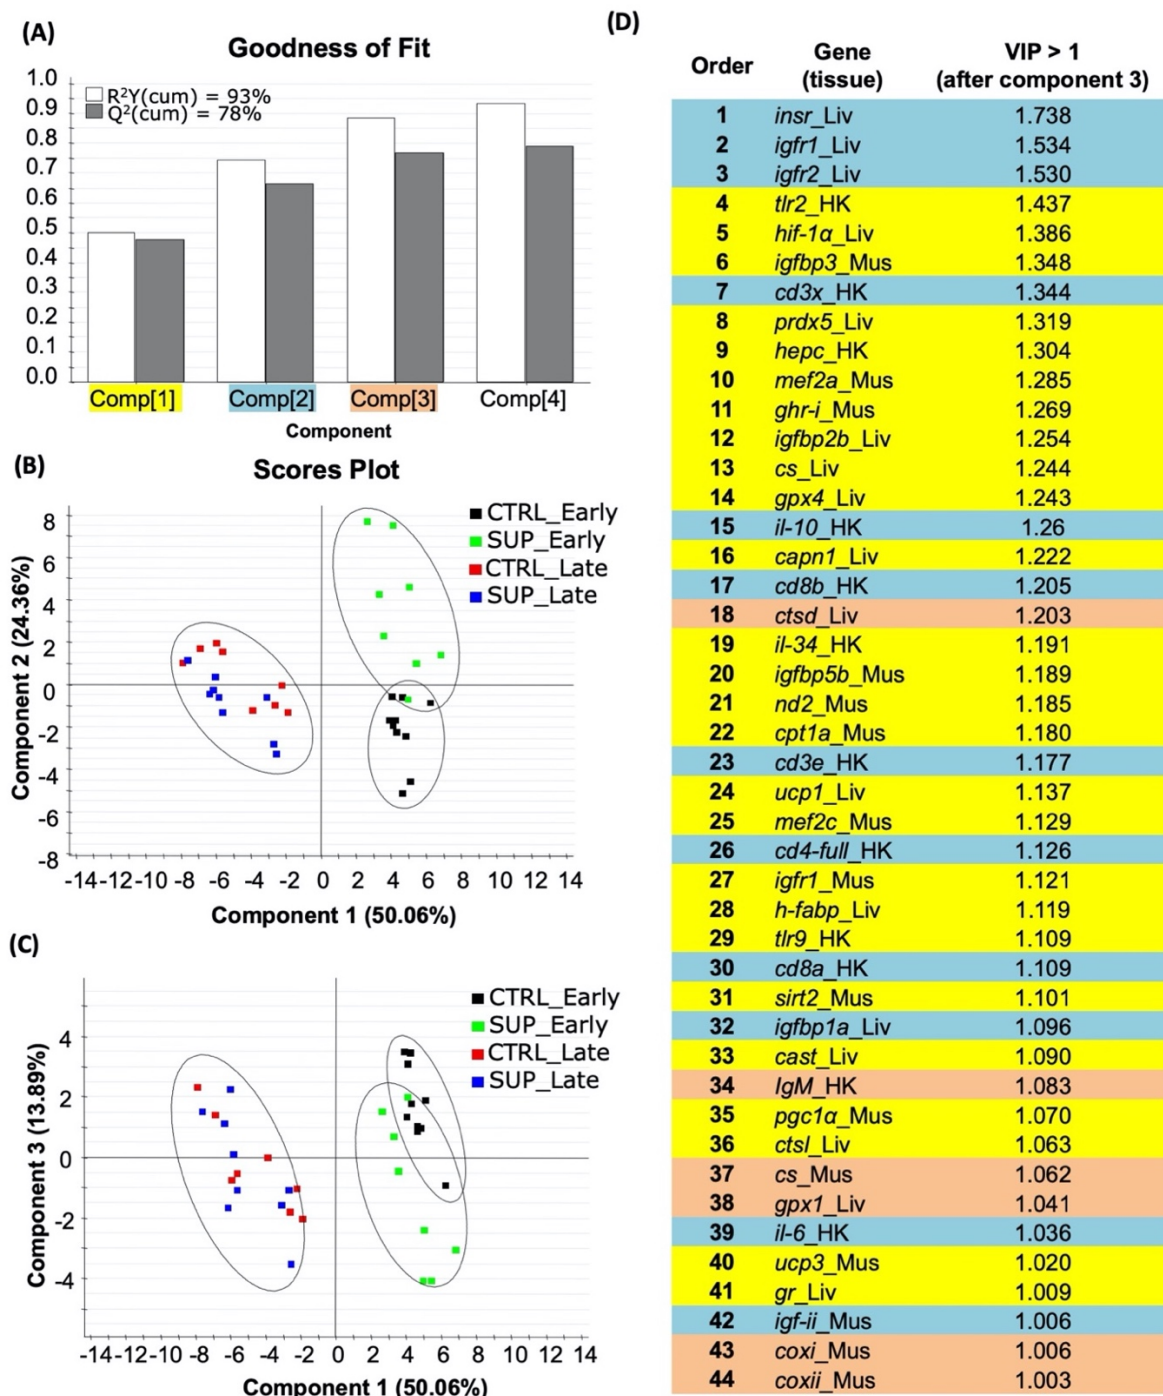 (A)
Goodness of Fit
R²Y(cum) = 93%
Q²(cum) = 78%
1.0
0.9
0.8
0.7
0.6
0.5
0.4
0.3
0.2
0.1
0.0
Comp[1] Comp[2] Comp[3] Comp[4]
Component
(B)
Scores Plot
CTRL_Early
SUP_Early
CTRL_Late
SUP_Late
Component 2 (24.36%)
8
6
4
2
0
-2
-4
-6
-8
-14 -12 -10 -8 -6 -4 -2 0 2 4 6 8 10 12 14
Component 1 (50.06%)
(C)
CTRL_Early
SUP_Early
CTRL_Late
SUP_Late
Component 3 (13.89%)
4
2
0
-2
-4
-14 -12 -10 -8 -6 -4 -2 0 2 4 6 8 10 12 14
Component 1 (50.06%)
(D)
Order Gene (tissue) VIP > 1 (after component 3)
1 insr_Liv 1.738
2 igfr1_Liv 1.534
3 igfr2_Liv 1.530
4 tlr2_HK 1.437
5 hif-1α_Liv 1.386
6 igfbp3_Mus 1.348
7 cd3x_HK 1.344
8 prdx5_Liv 1.319
9 hepc_HK 1.304
10 mef2a_Mus 1.285
11 ghr-i_Mus 1.269
12 igfbp2b_Liv 1.254
13 cs_Liv 1.244
14 gpx4_Liv 1.243
15 il-10_HK 1.26
16 capn1_Liv 1.222
17 cd8b_HK 1.205
18 ctsd_Liv 1.203
19 il-34_HK 1.191
20 igfbp5b_Mus 1.189
21 nd2_Mus 1.185
22 cpt1a_Mus 1.180
23 cd3e_HK 1.177
24 ucp1_Liv 1.137
25 mef2c_Mus 1.129
26 cd4-full_HK 1.126
27 igfr1_Mus 1.121
28 h-fabp_Liv 1.119
29 tlr9_HK 1.109
30 cd8a_HK 1.109
31 sirt2_Mus 1.101
32 igfbp1a_Liv 1.096
33 cast_Liv 1.090
34 IgM_HK 1.083
35 pgc1α_Mus 1.070
36 ctsl_Liv 1.063
37 cs_Mus 1.062
38 gpx1_Liv 1.041
39 il-6_HK 1.036
40 ucp3_Mus 1.020
41 gr_Liv 1.009
42 igf-ii_Mus 1.006
43 coxi_Mus 1.006
44 coxii_Mus 1.003